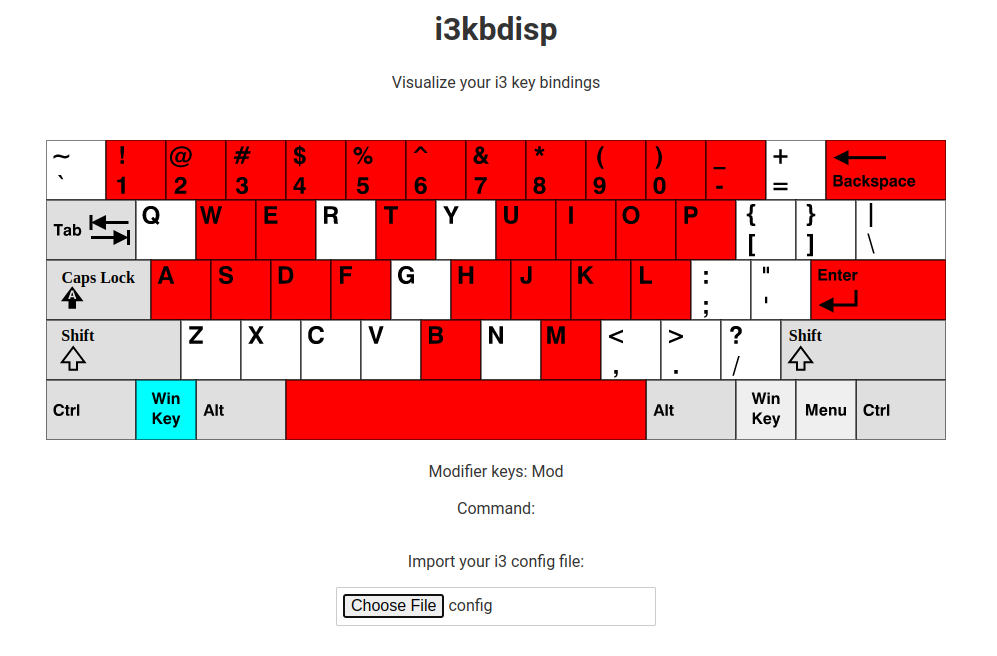 i3kbdisp
Visualize your i3 key bindings
~ ! @ # $ % ^ & * ( ) _ +
` 1 2 3 4 5 6 7 8 9 0 - = Backspace
Tab Q W E R T Y U I O P { } |
[ ] \
Caps Lock A S D F G H J K L : " Enter
A ; '
Shift Z X C V B N M < > ? Shift
, . /
Ctrl Win Key Alt Alt Win Key Menu Ctrl
Modifier keys: Mod
Command:
Import your i3 config file:
Choose File config